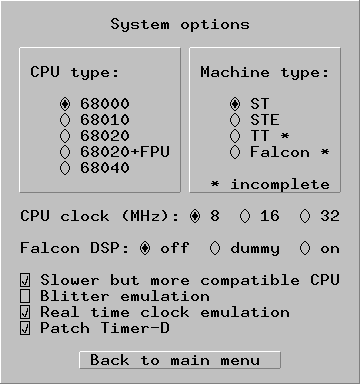 System options
CPU type:
68000
68010
68020
68020+FPU
68040
Machine type:
ST
STE
TT *
Falcon *
* incomplete
CPU clock (MHz): 8 16 32
Falcon DSP: off dummy on
Slower but more compatible CPU
Blitter emulation
Real time clock emulation
Patch Timer-D
Back to main menu